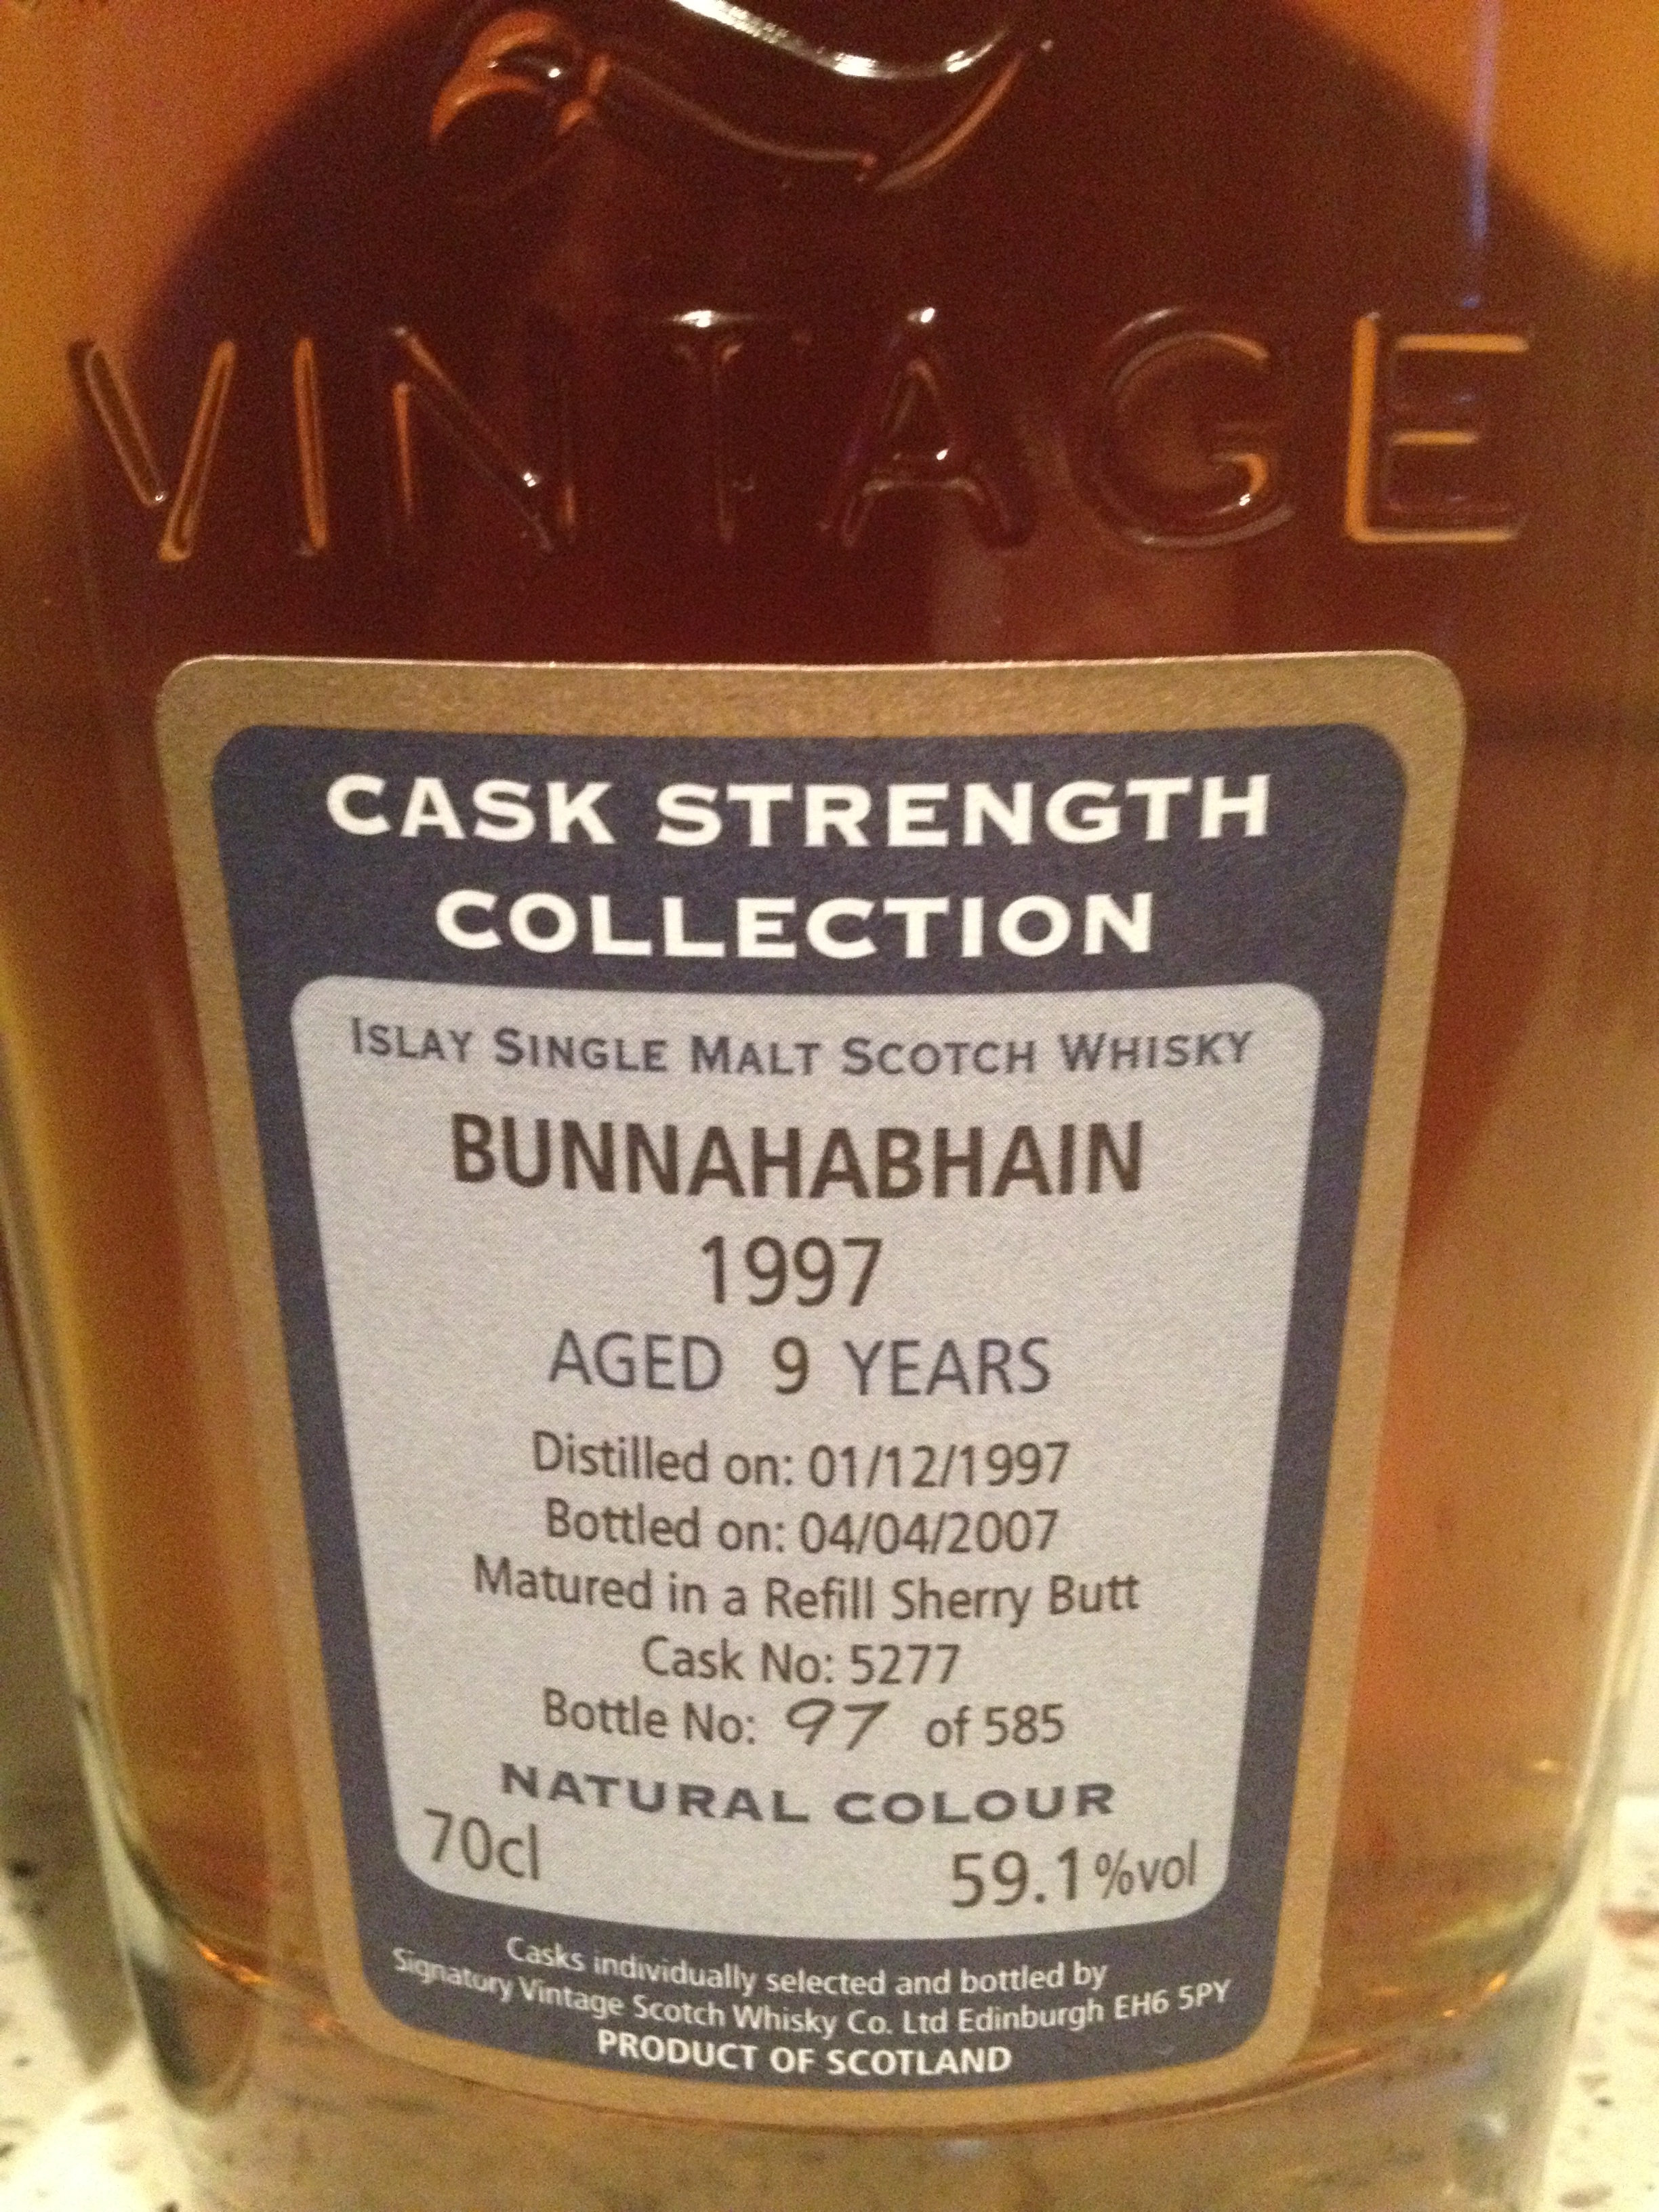 VINTAGE
CASK STRENGTH
COLLECTION
ISLAY SINGLE MALT SCOTCH WHISKY
BUNNAHABHAIN
1997
AGED 9 YEARS
Distilled on: 01/12/1997
Bottled on: 04/04/2007
Matured in a Refill Sherry Butt
Cask No: 5277
Bottle No: 97 of 585
NATURAL COLOUR
70cl 59.1%vol
Casks individually selected and bottled by
Signatory Vintage Scotch Whisky Co. Ltd Edinburgh EH6 5PY
PRODUCT OF SCOTLAND